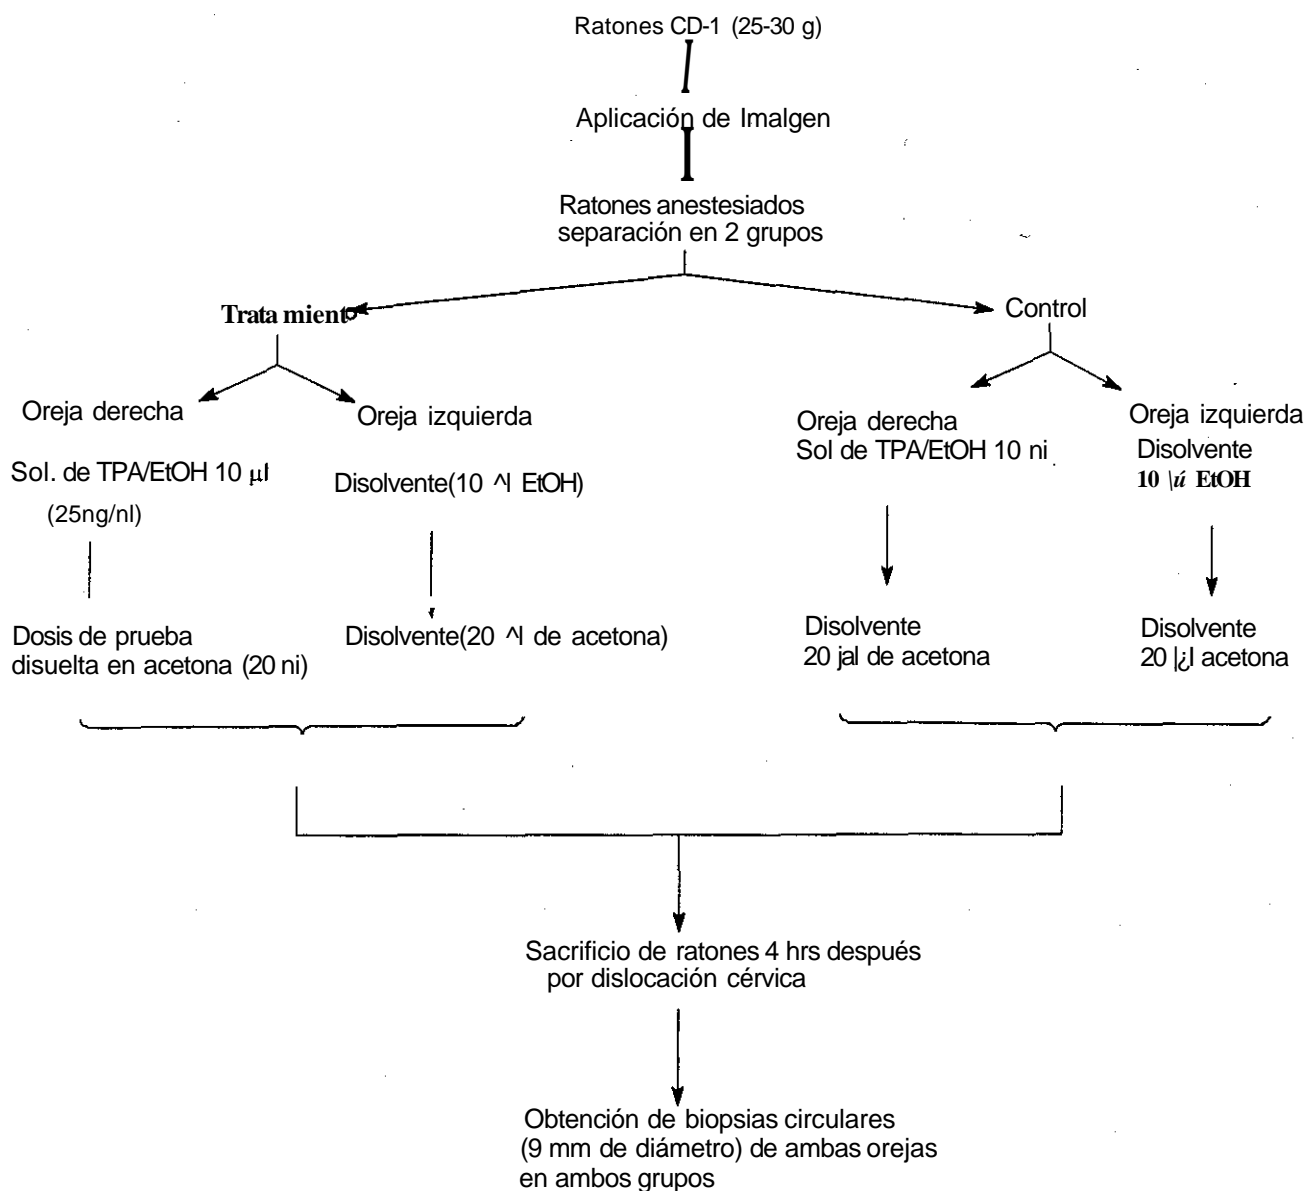 Ratones CD-1 (25-30 g)
Aplicación de Imalgen
Ratones anestesiados
separación en 2 grupos
Trata miento
Control
Oreja derecha
Sol. de TPA/EtOH 10 µl
(25ng/nl)
Oreja izquierda
Disolvente(10 ^l EtOH)
Oreja derecha
Sol de TPA/EtOH 10 ni
Oreja izquierda
Disolvente
10 \ú EtOH
Dosis de prueba
disuelta en acetona (20 ni)
Disolvente(20 ^l de acetona)
Disolvente
20 jal de acetona
Disolvente
20 |¿l acetona
Sacrificio de ratones 4 hrs después
por dislocación cérvica
Obtención de biopsias circulares
(9 mm de diámetro) de ambas orejas
en ambos grupos